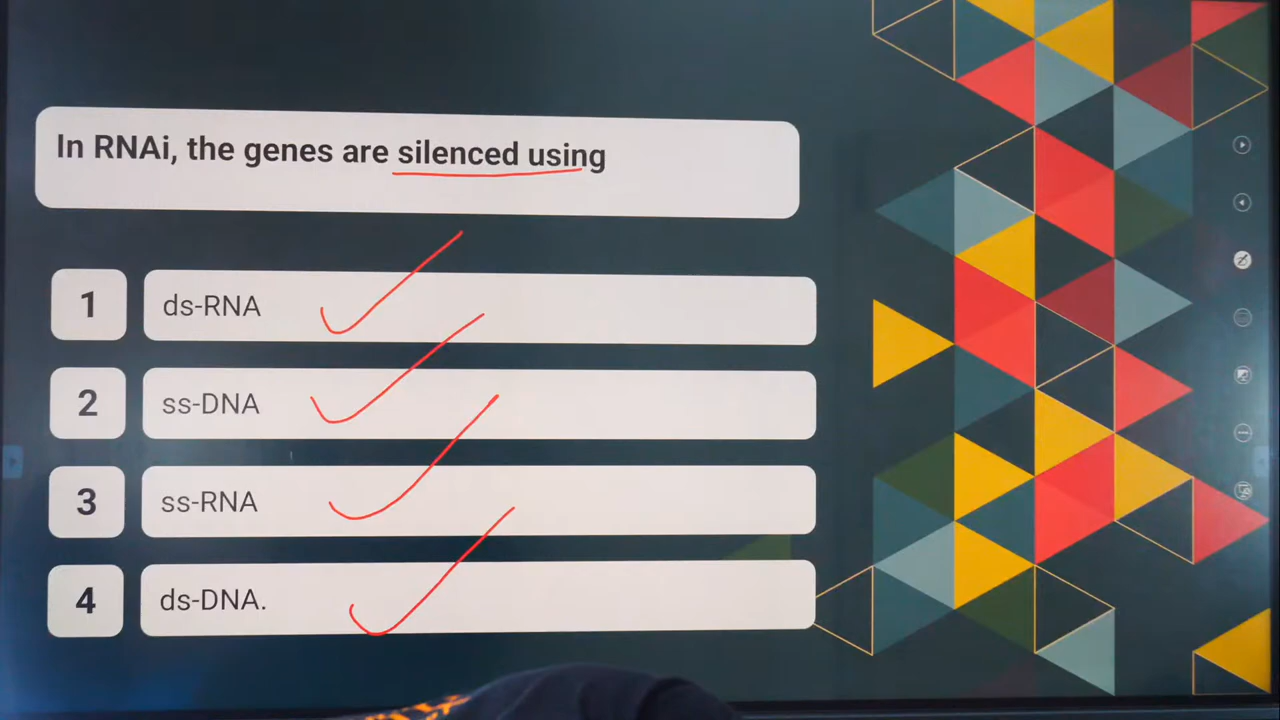 In RNAi, the genes are silenced using
1 ds-RNA
2 ss-DNA
3 ss-RNA
4 ds-DNA.